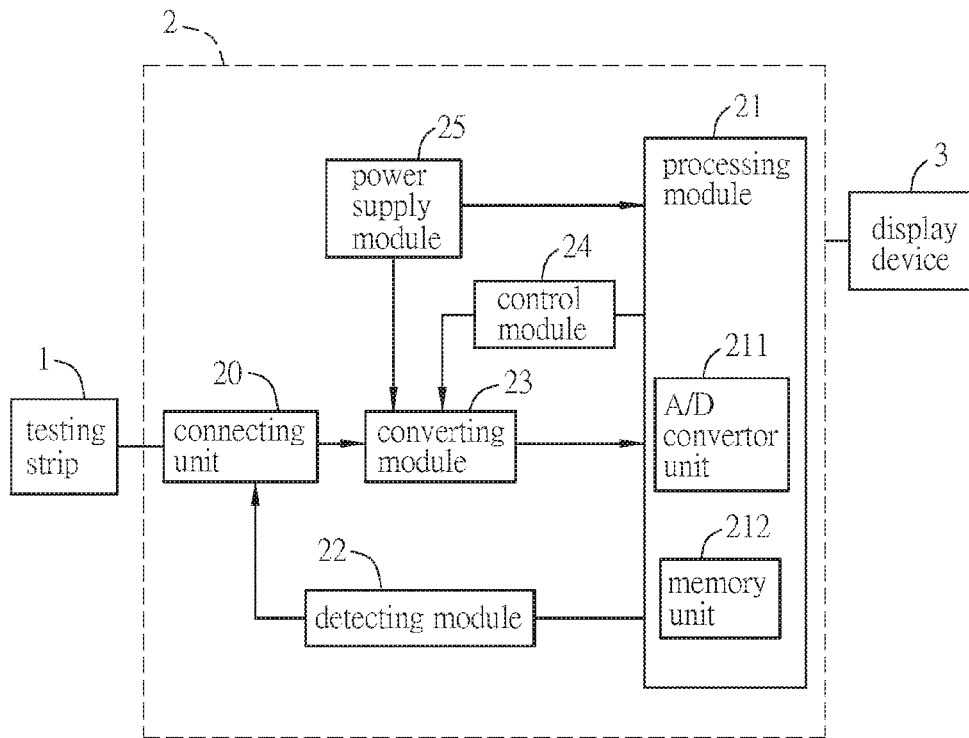 2
25
power
supply
module
21
processing
module
3
display
device
24
control
module
1
testing
strip
20
connecting
unit
23
converting
module
211
A/D
convertor
unit
22
detecting module
212
memory
unit